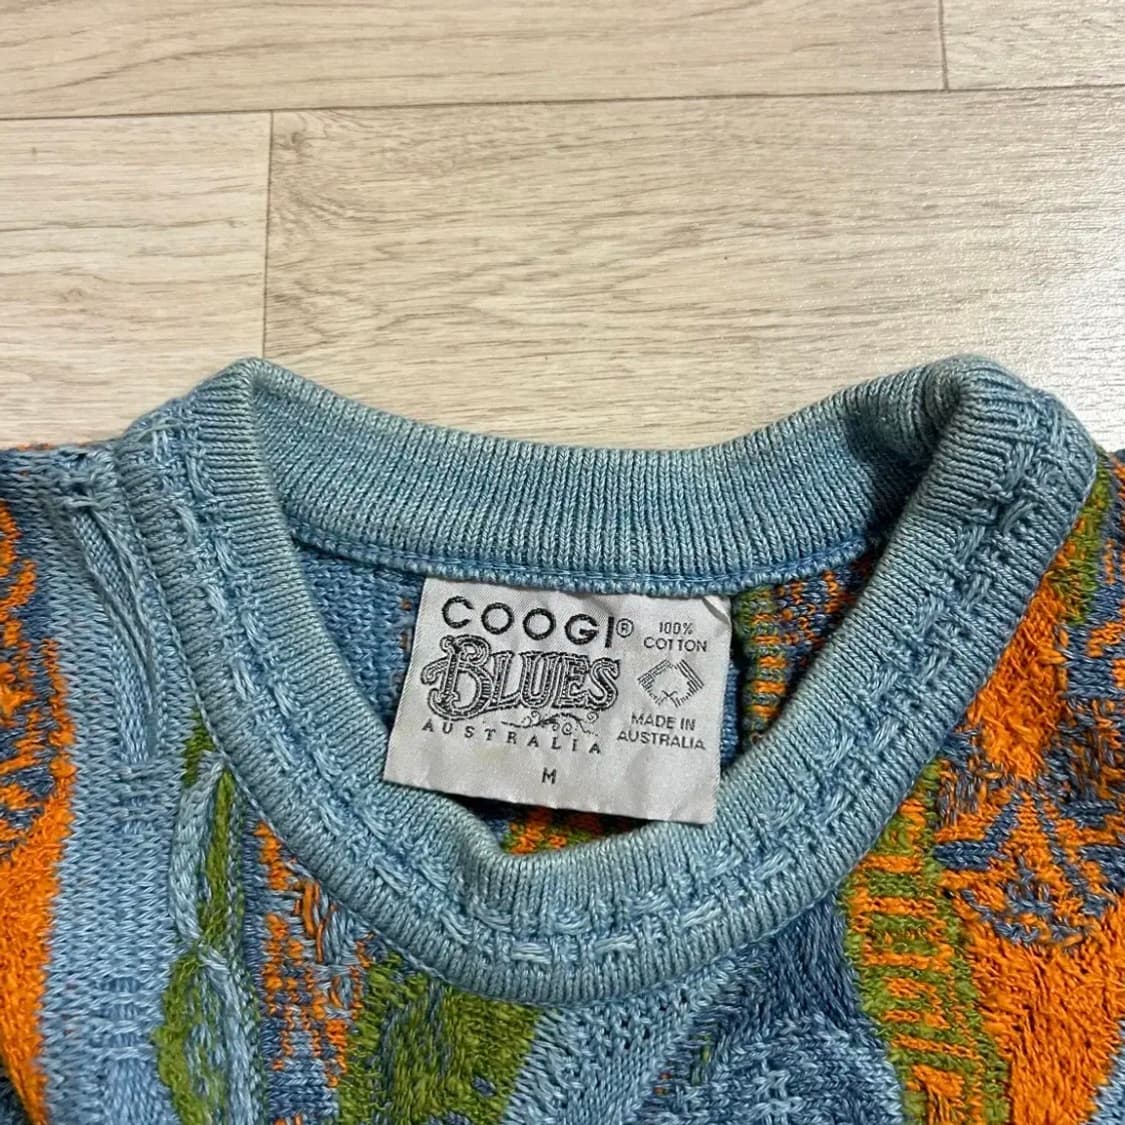 COOGI®
BLUES
AUSTRALIA
M
100%
COTTON
MADE IN
AUSTRALIA